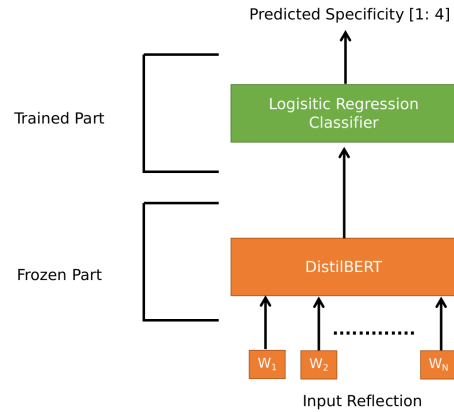 Predicted Specificity [1: 4]
Logisitic Regression
Classifier
Trained Part
DistilBERT
Frozen Part
W1
W2
WN
Input Reflection